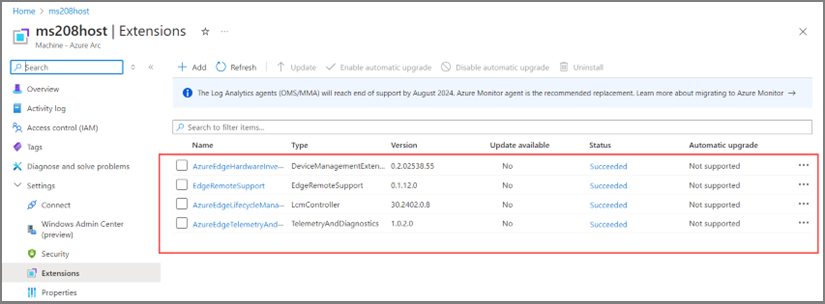 Home >
ms208host | Extensions ☆ ...
Machine - Azure Arc
Search
Add Refresh Update Enable automatic upgrade Disable automatic upgrade Uninstall
Overview
Activity log
Access control (IAM)
Tags
Diagnose and solve problems
Settings
Connect
Windows Admin Center
(preview)
Security
Extensions
Properties
The Log Analytics agents (OMS/MMA) will reach end of support by August 2024. Azure Monitor agent is the recommended replacement. Learn more about migrating to Azure Monitor →
Search to filter items...
Name Type Version Update available Status Automatic upgrade
AzureEdgeHardwareInve... DeviceManagementExten... 0.2.02538.55 No Succeeded Not supported ...
EdgeRemoteSupport EdgeRemoteSupport 0.1.12.0 No Succeeded Not supported ...
AzureEdgeLifecycleMana... LcmController 30.2402.0.8 No Succeeded Not supported ...
AzureEdgeTelemetryAnd... TelemetryAndDiagnostics 1.0.2.0 No Succeeded Not supported ...